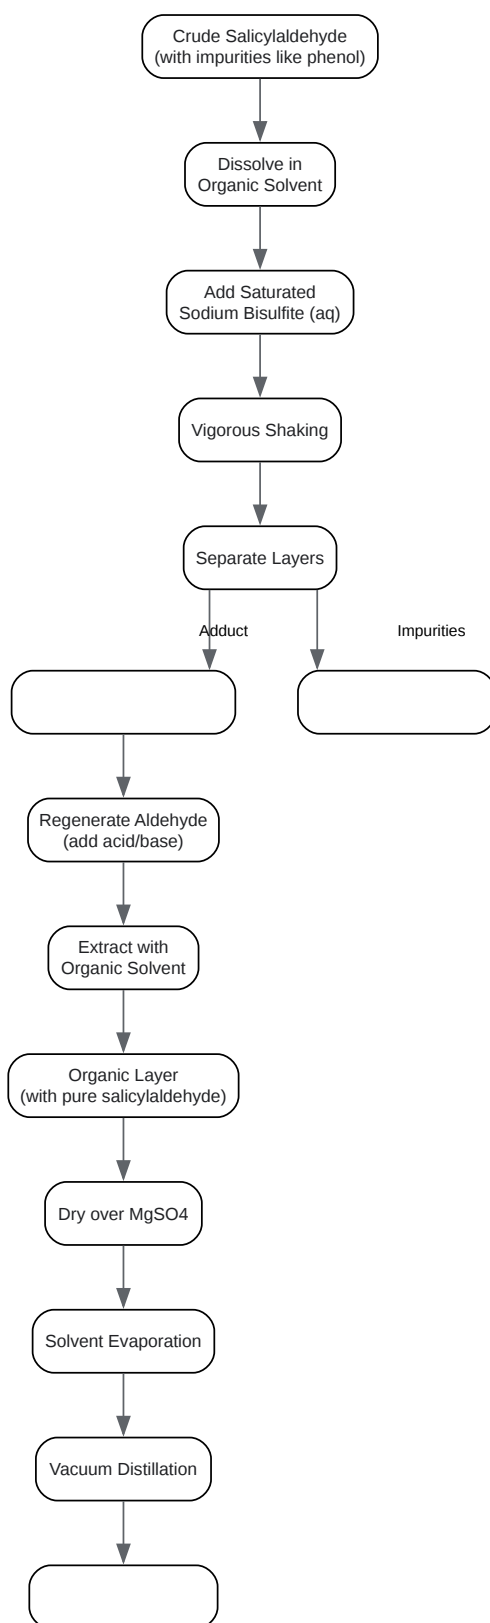 Crude Salicylaldehyde
(with impurities like phenol)
Dissolve in
Organic Solvent
Add Saturated
Sodium Bisulfite (aq)
Vigorous Shaking
Separate Layers
Adduct
Impurities
Regenerate Aldehyde
(add acid/base)
Extract with
Organic Solvent
Organic Layer
(with pure salicylaldehyde)
Dry over MgSO4
Solvent Evaporation
Vacuum Distillation